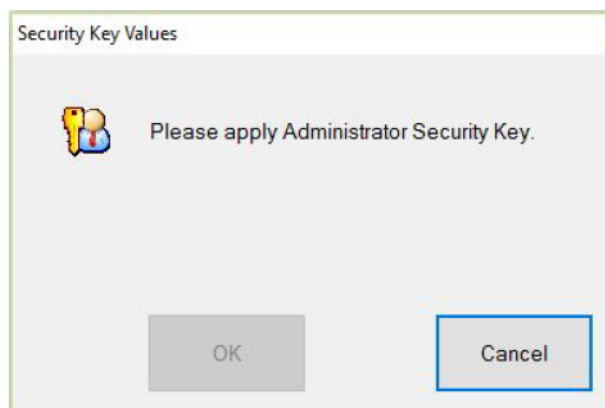 Security Key Values
Please apply Administrator Security Key.
OK
Cancel